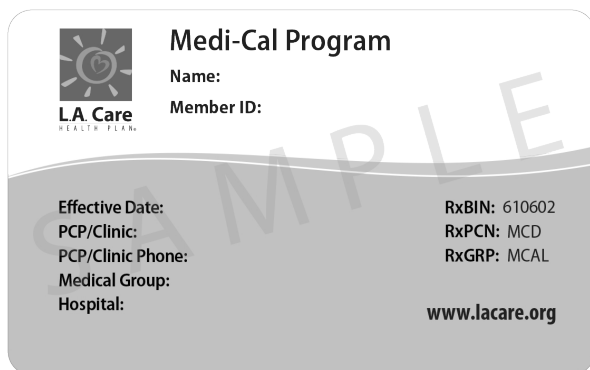 Medi-Cal Program
Name:
Member ID:
L.A. Care
HEALTH PLAN®
SAMPLE
Effective Date:
PCP/Clinic:
PCP/Clinic Phone:
Medical Group:
Hospital:
RxBIN: 610602
RxPCN: MCD
RxGRP: MCAL
www.lacare.org